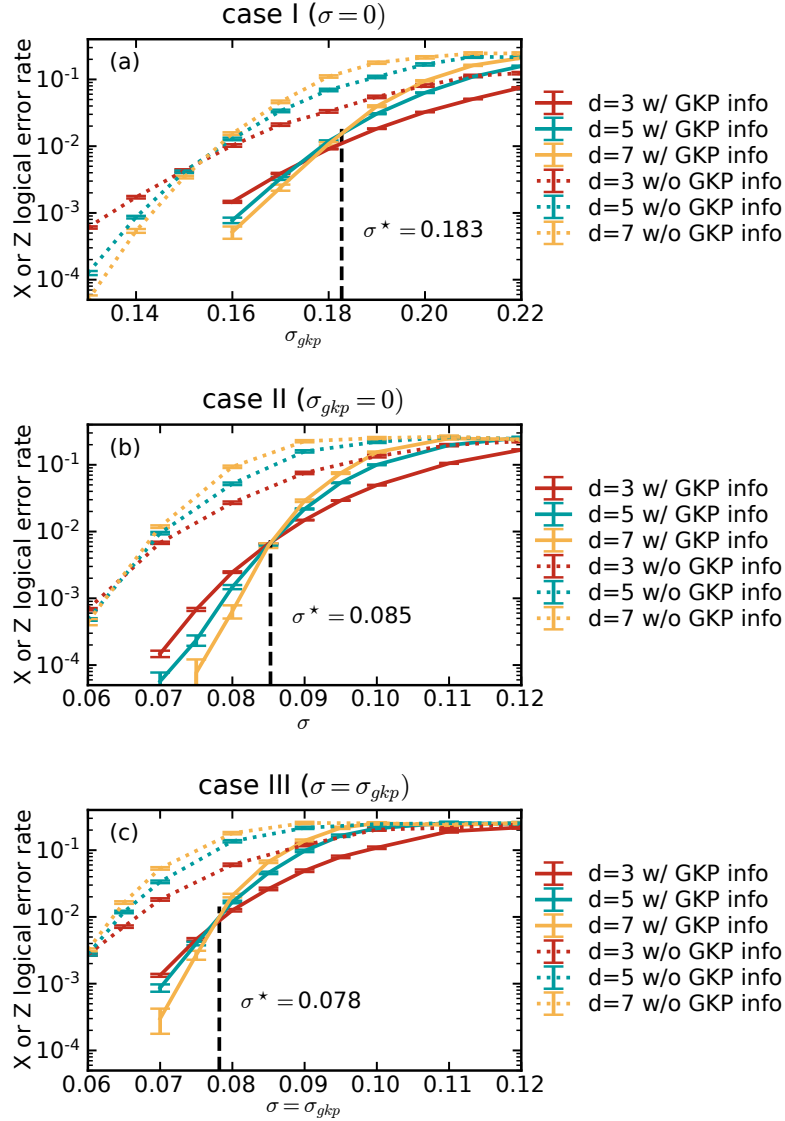 case I (σ = 0)
(a)
X or Z logical error rate
10⁻¹
10⁻²
10⁻³
10⁻⁴
σ⋆ = 0.183
0.14 0.16 0.18 0.20 0.22
σ_gkp
d=3 w/ GKP info
d=5 w/ GKP info
d=7 w/ GKP info
d=3 w/o GKP info
d=5 w/o GKP info
d=7 w/o GKP info
case II (σ_gkp = 0)
(b)
X or Z logical error rate
10⁻¹
10⁻²
10⁻³
10⁻⁴
σ⋆ = 0.085
0.06 0.07 0.08 0.09 0.10 0.11 0.12
σ
d=3 w/ GKP info
d=5 w/ GKP info
d=7 w/ GKP info
d=3 w/o GKP info
d=5 w/o GKP info
d=7 w/o GKP info
case III (σ = σ_gkp)
(c)
X or Z logical error rate
10⁻¹
10⁻²
10⁻³
10⁻⁴
σ⋆ = 0.078
0.06 0.07 0.08 0.09 0.10 0.11 0.12
σ = σ_gkp
d=3 w/ GKP info
d=5 w/ GKP info
d=7 w/ GKP info
d=3 w/o GKP info
d=5 w/o GKP info
d=7 w/o GKP info